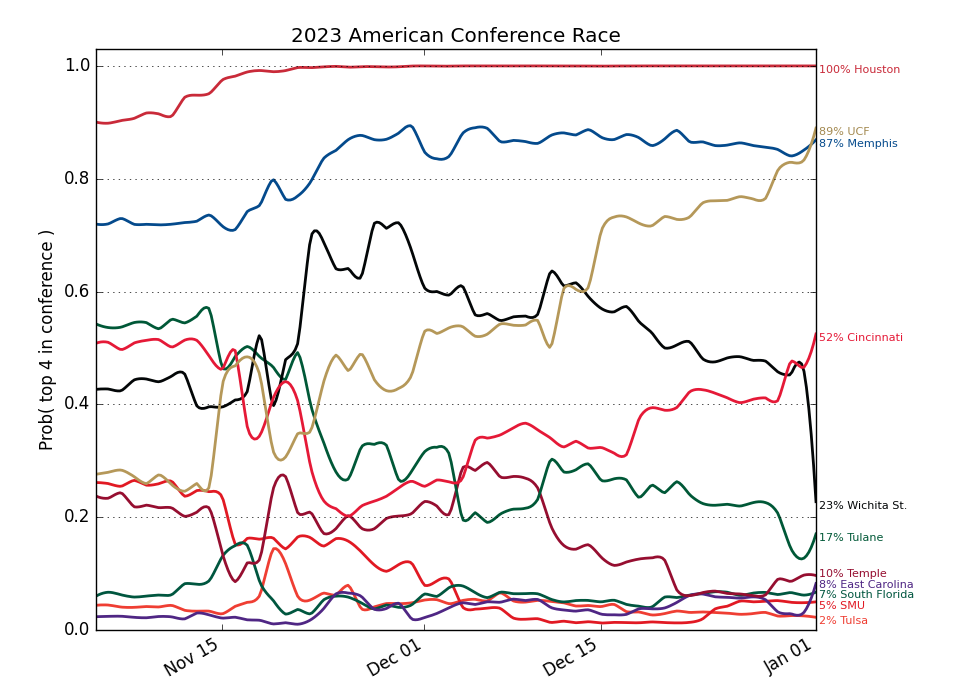 2023 American Conference Race
Prob( top 4 in conference )
1.0
0.8
0.6
0.4
0.2
0.0
Nov 15
Dec 01
Dec 15
Jan 01
100% Houston
89% UCF
87% Memphis
52% Cincinnati
23% Wichita St.
17% Tulane
10% Temple
8% East Carolina
7% South Florida
5% SMU
2% Tulsa